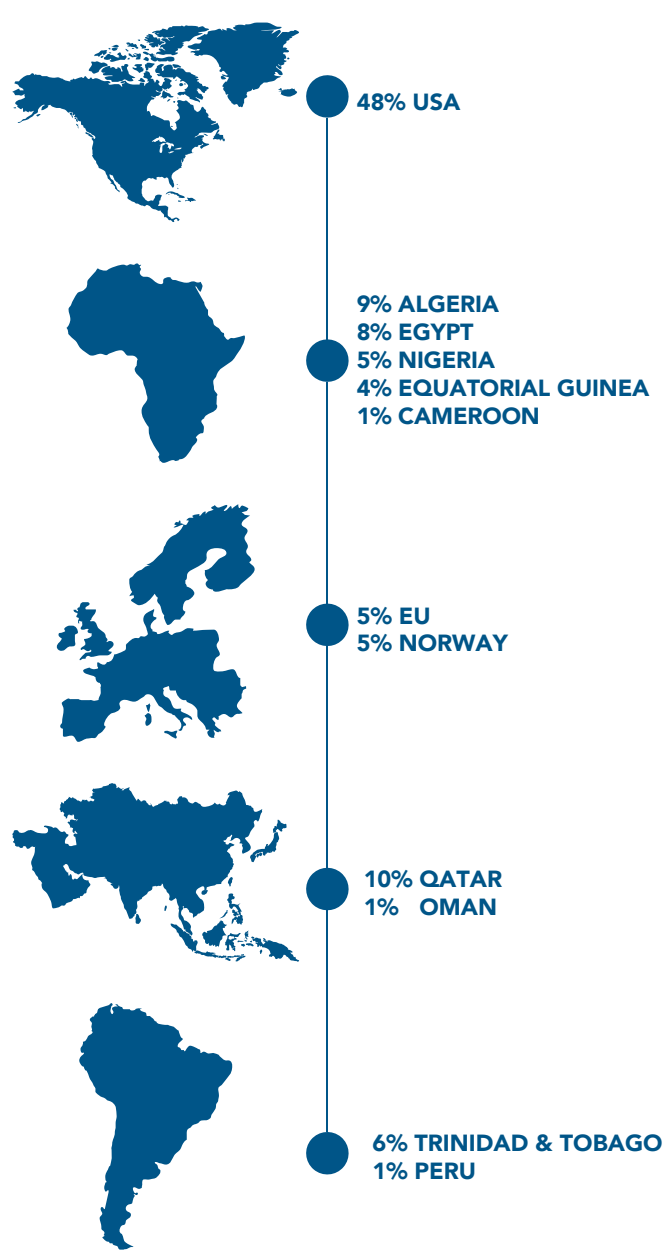 48% USA
9% ALGERIA
8% EGYPT
5% NIGERIA
4% EQUATORIAL GUINEA
1% CAMEROON
5% EU
5% NORWAY
10% QATAR
1% OMAN
6% TRINIDAD & TOBAGO
1% PERU